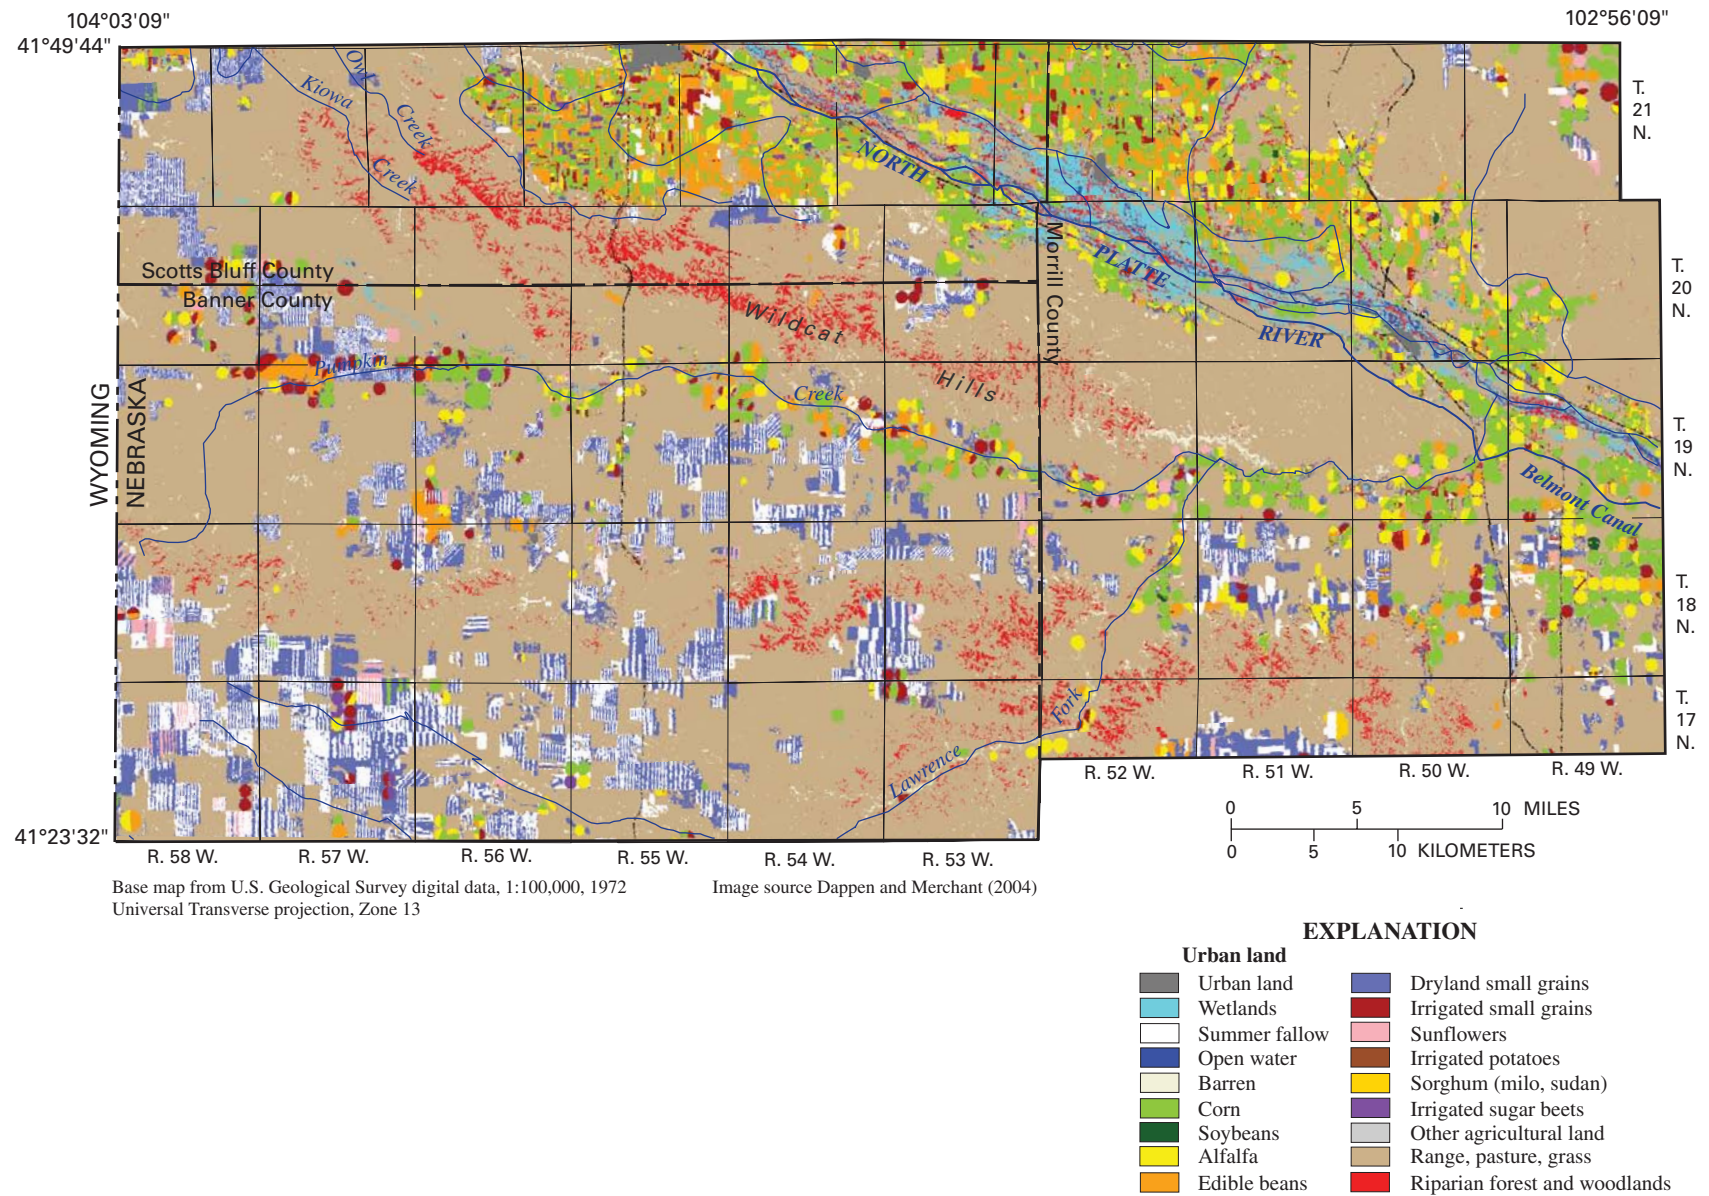 104°03'09"
102°56'09"
41°49'44"
Owl
Creek
Kiowa
Creek
T.
21
N.
NORTH
PLATTE
RIVER
Scotts Bluff County
Banner County
Morrill County
T.
20
N.
Wildcat
Hills
Pumpkin
Creek
WYOMING
NEBRASKA
T.
19
N.
Belmont Canal
T.
18
N.
Lawrence
Fork
T.
17
N.
R. 52 W.
R. 51 W.
R. 50 W.
R. 49 W.
0 5 10 MILES
0 5 10 KILOMETERS
41°23'32"
R. 58 W.
R. 57 W.
R. 56 W.
R. 55 W.
R. 54 W.
R. 53 W.
Base map from U.S. Geological Survey digital data, 1:100,000, 1972
Universal Transverse projection, Zone 13
Image source Dappen and Merchant (2004)
EXPLANATION
Urban land
Urban land
Wetlands
Summer fallow
Open water
Barren
Corn
Soybeans
Alfalfa
Edible beans
Dryland small grains
Irrigated small grains
Sunflowers
Irrigated potatoes
Sorghum (milo, sudan)
Irrigated sugar beets
Other agricultural land
Range, pasture, grass
Riparian forest and woodlands